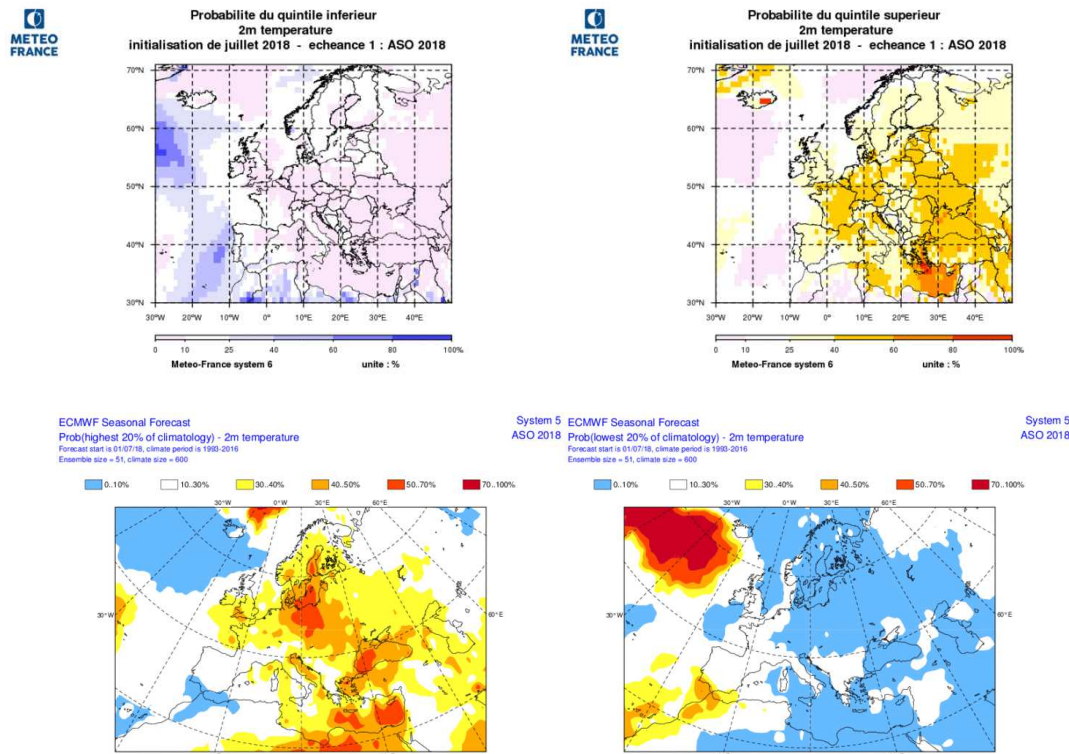 METEO
FRANCE
Probabilite du quintile inferieur
2m temperature
initialisation de juillet 2018 - echeance 1 : ASO 2018
70°N
60°N
50°N
40°N
30°N
30°W 20°W 10°W 0° 10°E 20°E 30°E 40°E
0 10 25 40 60 80 100%
Meteo-France system 6 unite : %
METEO
FRANCE
Probabilite du quintile superieur
2m temperature
initialisation de juillet 2018 - echeance 1 : ASO 2018
70°N
60°N
50°N
40°N
30°N
30°W 20°W 10°W 0° 10°E 20°E 30°E 40°E
0 10 25 40 60 80 100%
Meteo-France system 6 unite : %
ECMWF Seasonal Forecast System 5
Prob(highest 20% of climatology) - 2m temperature ASO 2018
Forecast start is 01/07/18, climate period is 1993-2016
Ensemble size = 51, climate size = 600
0..10% 10..30% 30..40% 40..50% 50..70% 70..100%
30°W 0°W 30°E 60°E
30°W
60°E
ECMWF Seasonal Forecast System 5
Prob(lowest 20% of climatology) - 2m temperature ASO 2018
Forecast start is 01/07/18, climate period is 1993-2016
Ensemble size = 51, climate size = 600
0..10% 10..30% 30..40% 40..50% 50..70% 70..100%
30°W 0°W 30°E 60°E
30°W
60°E